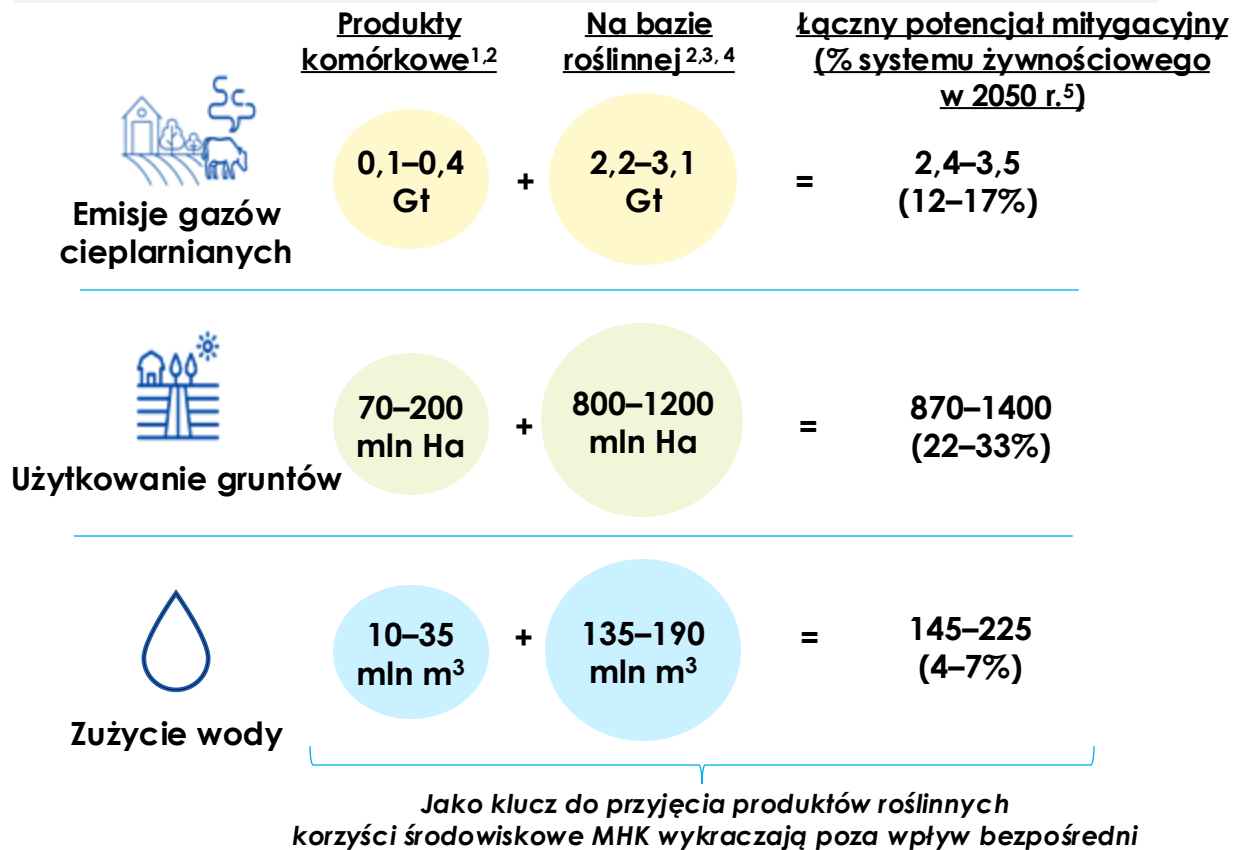 Produkty
komórkowe1,2
Na bazie
roślinnej 2,3, 4
Łączny potencjał mitygacyjny
(% systemu żywnościowego
w 2050 r.5)
Emisje gazów
cieplarnianych
0,1–0,4
Gt
+
2,2–3,1
Gt
=
2,4–3,5
(12–17%)
Użytkowanie gruntów
70–200
mln Ha
+
800–1200
mln Ha
=
870–1400
(22–33%)
Zużycie wody
10–35
mln m3
+
135–190
mln m3
=
145–225
(4–7%)
Jako klucz do przyjęcia produktów roślinnych
korzyści środowiskowe MHK wykraczają poza wpływ bezpośredni